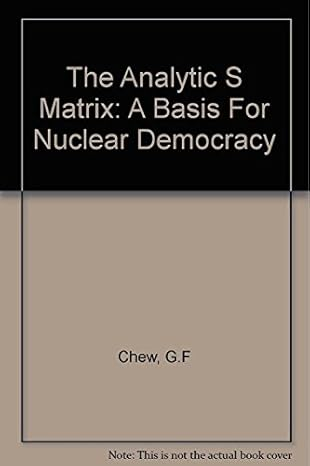 The Analytic S
Matrix: A Basis For
Nuclear Democracy
Chew, G.F
Note: This is not the actual book cover